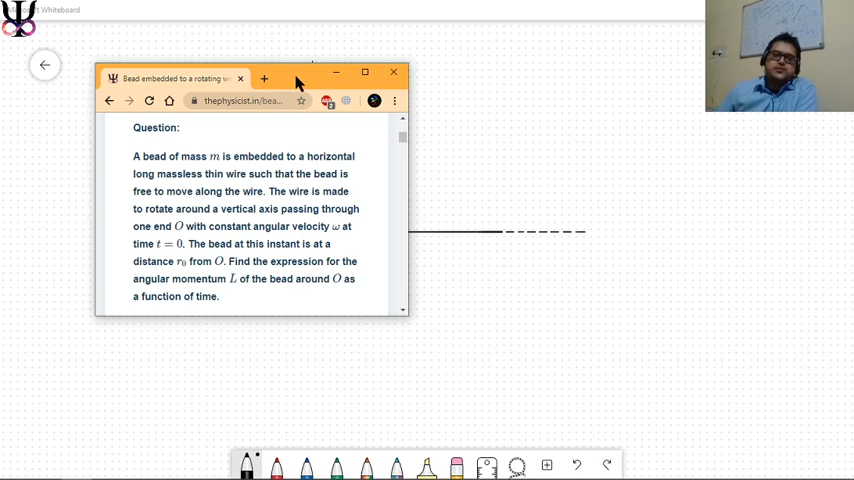 Whiteboard
Bead embedded to a rotating
thephysicist.in/bea...
2
Question:
A bead of mass m is embedded to a horizontal
long massless thin wire such that the bead is
free to move along the wire. The wire is made
to rotate around a vertical axis passing through
one end O with constant angular velocity ω at
time t = 0. The bead at this instant is at a
distance r₀ from O. Find the expression for the
angular momentum L of the bead around O as
a function of time.